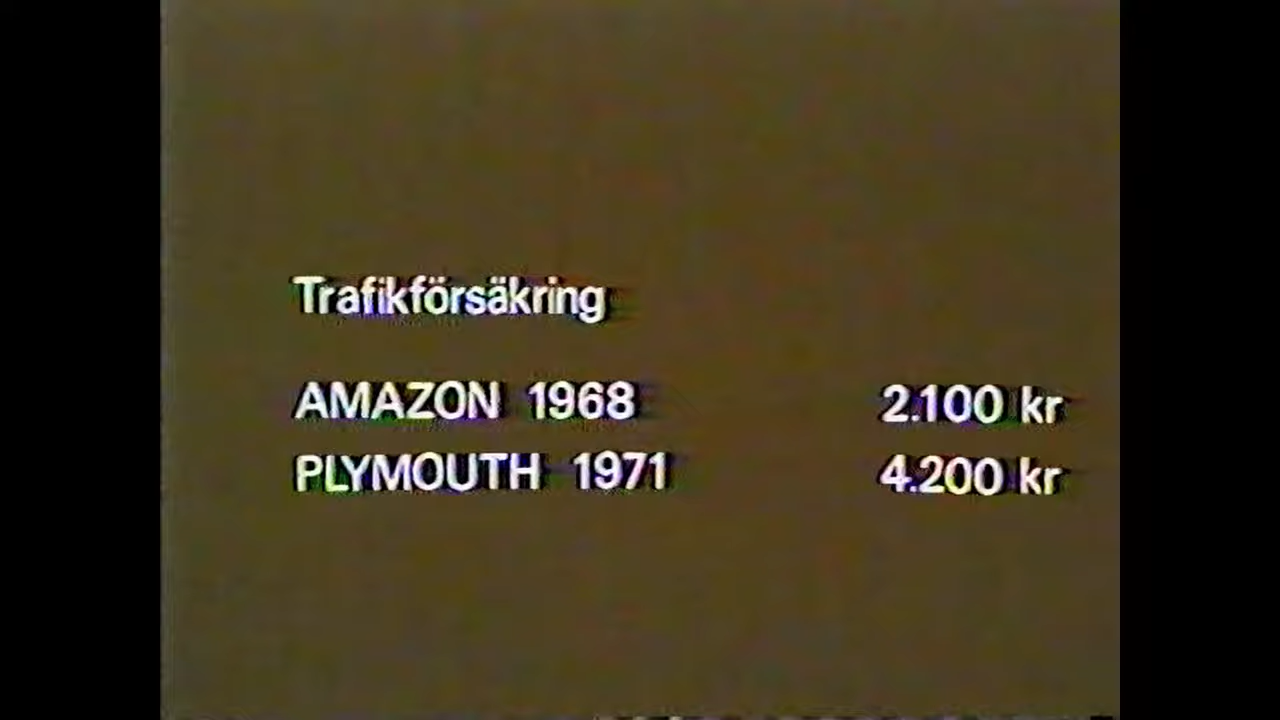 Trafikförsäkring
AMAZON 1968 2.100 kr
PLYMOUTH 1971 4.200 kr